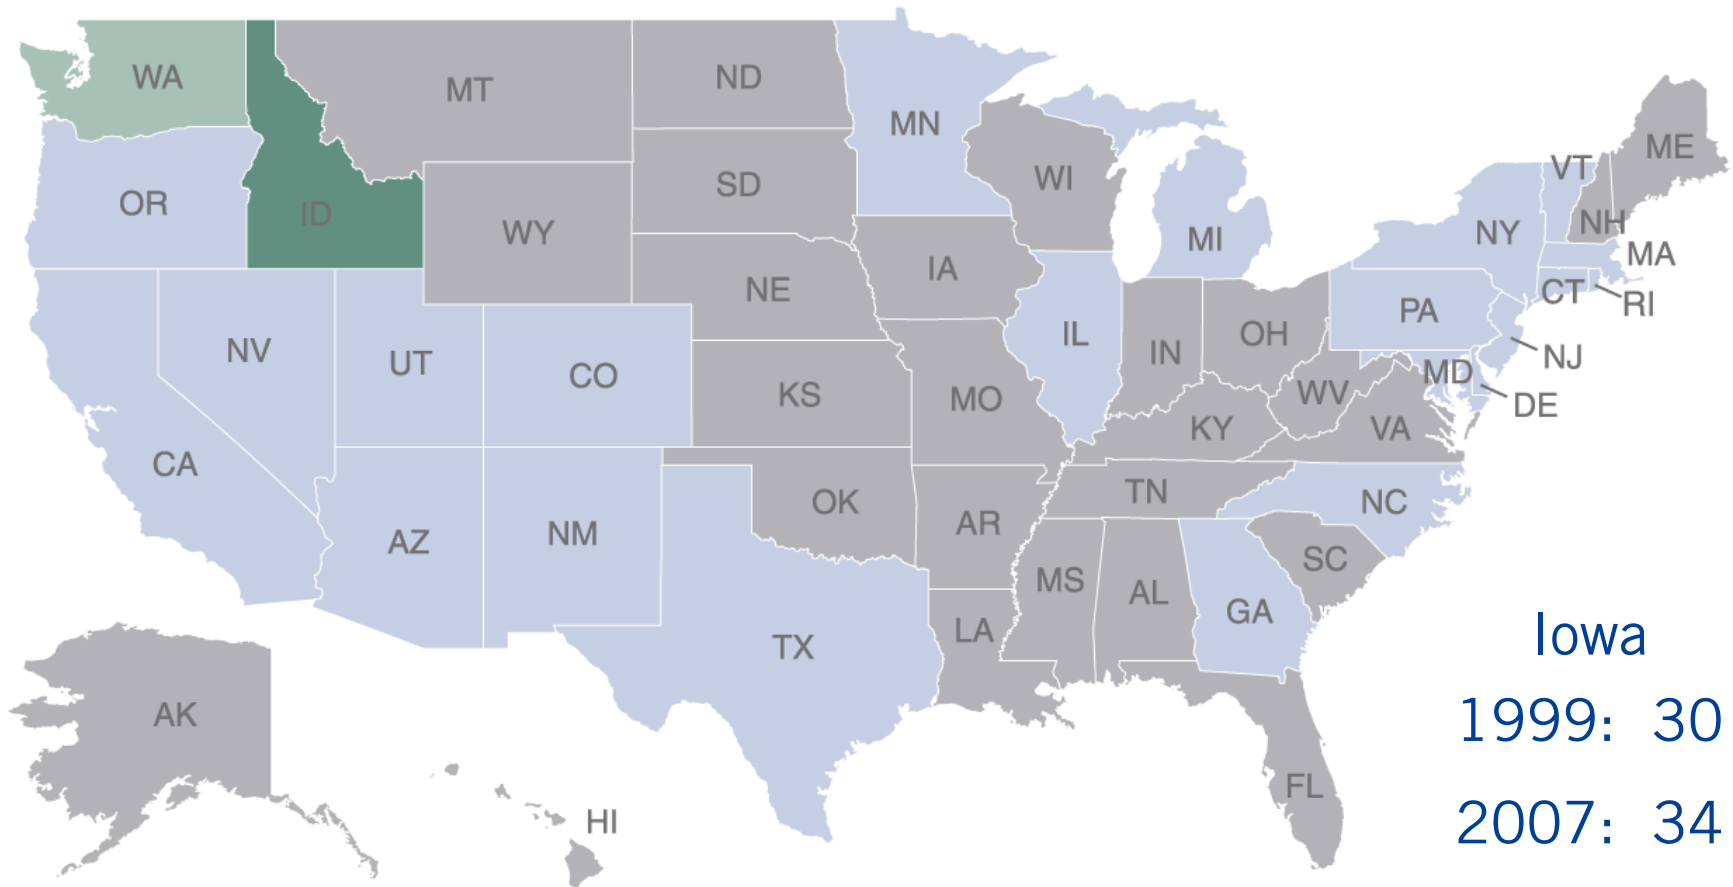 WA
MT
ND
MN
OR
ID
SD
WI
ME
VT
WY
NH
NY
MI
MA
NE
IA
CT
RI
NV
UT
CO
IL
IN
OH
PA
NJ
KS
MO
MD
WV
DE
KY
VA
CA
OK
TN
NC
AZ
NM
AR
SC
MS
AL
GA
TX
LA
AK
HI
FL
Iowa
1999: 30
2007: 34